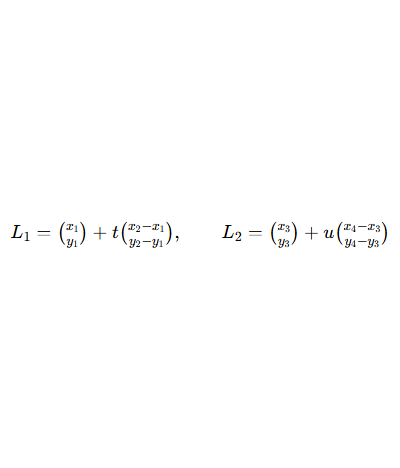 L₁ = (x₁ y₁) + t(x₂−x₁ y₂−y₁), L₂ = (x₃ y₃) + u(x₄−x₃ y₄−y₃)